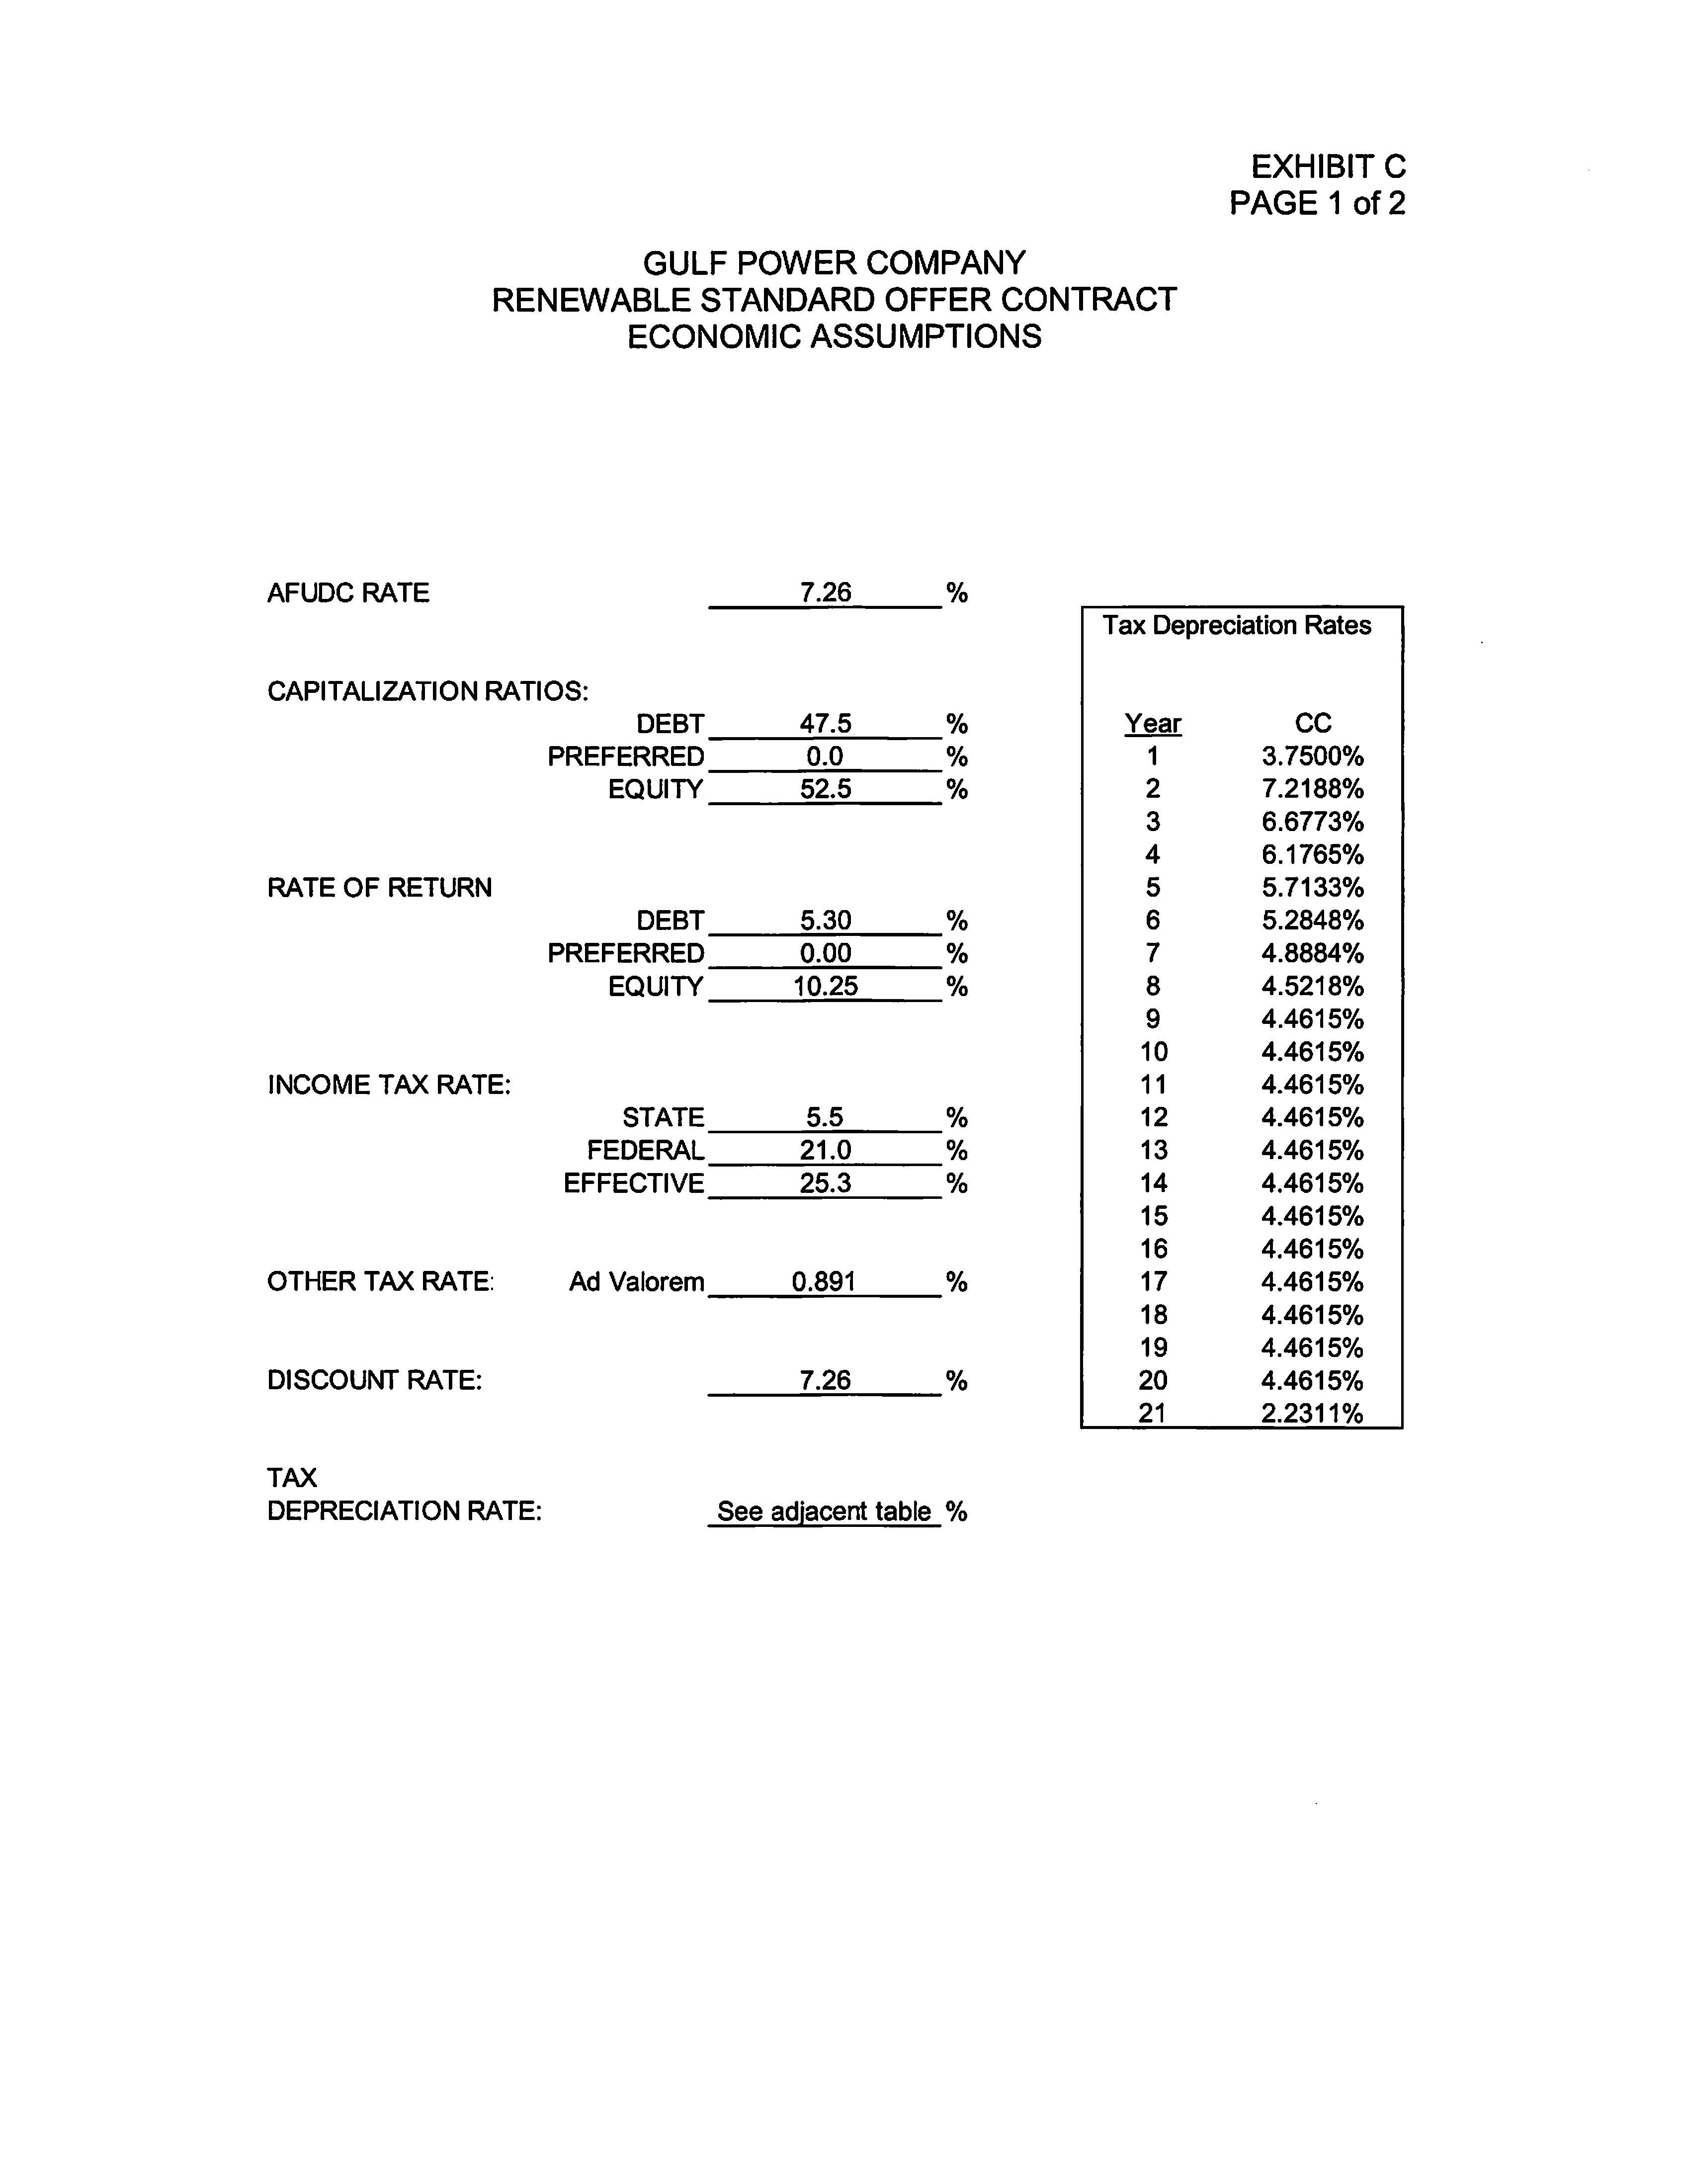 EXHIBIT C
PAGE 1 of 2
GULF POWER COMPANY
RENEWABLE STANDARD OFFER CONTRACT
ECONOMIC ASSUMPTIONS
AFUDC RATE 7.26 %
CAPITALIZATION RATIOS:
DEBT 47.5 %
PREFERRED 0.0 %
EQUITY 52.5 %
RATE OF RETURN
DEBT 5.30 %
PREFERRED 0.00 %
EQUITY 10.25 %
INCOME TAX RATE:
STATE 5.5 %
FEDERAL 21.0 %
EFFECTIVE 25.3 %
OTHER TAX RATE: Ad Valorem 0.891 %
DISCOUNT RATE: 7.26 %
TAX
DEPRECIATION RATE: See adjacent table %
Tax Depreciation Rates
Year CC
1 3.7500%
2 7.2188%
3 6.6773%
4 6.1765%
5 5.7133%
6 5.2848%
7 4.8884%
8 4.5218%
9 4.4615%
10 4.4615%
11 4.4615%
12 4.4615%
13 4.4615%
14 4.4615%
15 4.4615%
16 4.4615%
17 4.4615%
18 4.4615%
19 4.4615%
20 4.4615%
21 2.2311%